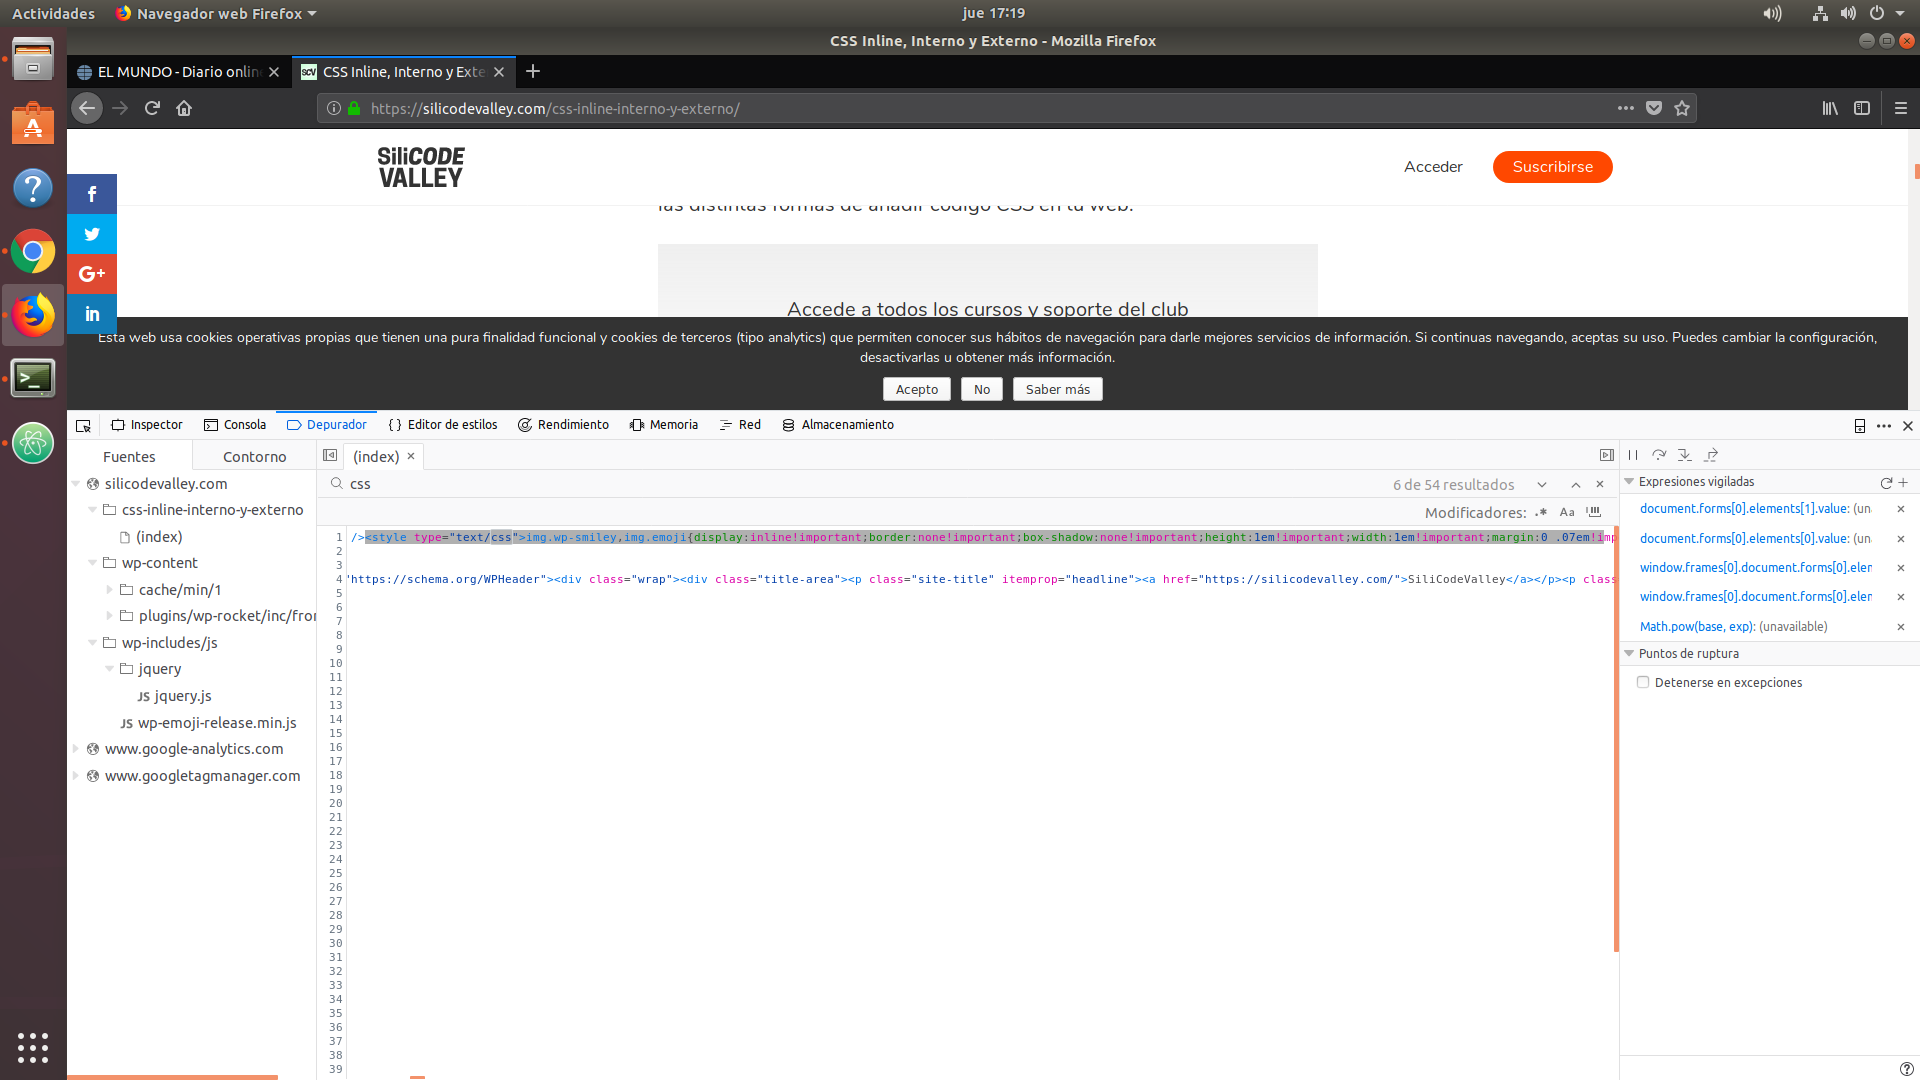 Actividades
Navegador web Firefox
jue 17:19
CSS Inline, Interno y Externo - Mozilla Firefox
EL MUNDO - Diario online
CSS Inline, Interno y Exte
https://silicodevalley.com/css-inline-interno-y-externo/
SiliCODE
VALLEY
Acceder
Suscribirse
las distintas formas de añadir código CSS en tu web.
Accede a todos los cursos y soporte del club
Esta web usa cookies operativas propias que tienen una pura finalidad funcional y cookies de terceros (tipo analytics) que permiten conocer sus hábitos de navegación para darle mejores servicios de información. Si continuas navegando, aceptas su uso. Puedes cambiar la configuración,
desactivarlas u obtener más información.
Acepto
No
Saber más
Inspector
Consola
Depurador
{ } Editor de estilos
Rendimiento
Memoria
Red
Almacenamiento
Fuentes
Contorno
(index)
css
6 de 54 resultados
Modificadores: .* Aa
silicodevalley.com
css-inline-interno-y-externo
(index)
wp-content
cache/min/1
plugins/wp-rocket/inc/fror
wp-includes/js
jquery
JS jquery.js
JS wp-emoji-release.min.js
www.google-analytics.com
www.googletagmanager.com
1 /><style type="text/css">img.wp-smiley,img.emoji{display:inline!important;border:none!important;box-shadow:none!important;height:1em!important;width:1em!important;margin:0 .07em!imp
2
3
4 "https://schema.org/WPHeader"><div class="wrap"><div class="title-area"><p class="site-title" itemprop="headline"><a href="https://silicodevalley.com/">SiliCodeValley</a></p><p class
5
6
7
8
9
10
11
12
13
14
15
16
17
18
19
20
21
22
23
24
25
26
27
28
29
30
31
32
33
34
35
36
37
38
39
Expresiones vigiladas
document.forms[0].elements[1].value: (un
document.forms[0].elements[0].value: (un
window.frames[0].document.forms[0].elen
window.frames[0].document.forms[0].elen
Math.pow(base, exp): (unavailable)
Puntos de ruptura
Detenerse en excepciones